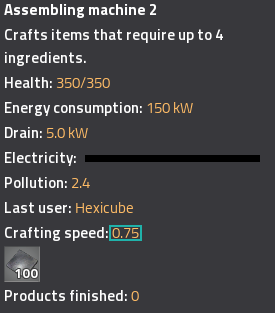 Assembling machine 2
Crafts items that require up to 4
ingredients.
Health: 350/350
Energy consumption: 150 kW
Drain: 5.0 kW
Electricity:
Pollution: 2.4
Last user: Hexicube
Crafting speed: 0.75
100
Products finished: 0